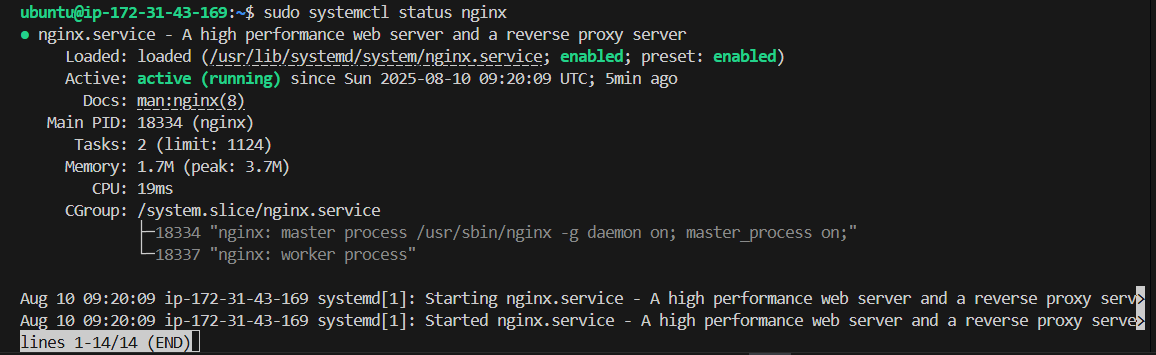 ubuntu@ip-172-31-43-169:~$ sudo systemctl status nginx
● nginx.service - A high performance web server and a reverse proxy server
     Loaded: loaded (/usr/lib/systemd/system/nginx.service; enabled; preset: enabled)
     Active: active (running) since Sun 2025-08-10 09:20:09 UTC; 5min ago
       Docs: man:nginx(8)
   Main PID: 18334 (nginx)
      Tasks: 2 (limit: 1124)
     Memory: 1.7M (peak: 3.7M)
        CPU: 19ms
     CGroup: /system.slice/nginx.service
             ├─18334 "nginx: master process /usr/sbin/nginx -g daemon on; master_process on;"
             └─18337 "nginx: worker process"

Aug 10 09:20:09 ip-172-31-43-169 systemd[1]: Starting nginx.service - A high performance web server and a reverse proxy serv>
Aug 10 09:20:09 ip-172-31-43-169 systemd[1]: Started nginx.service - A high performance web server and a reverse proxy serve>
lines 1-14/14 (END)